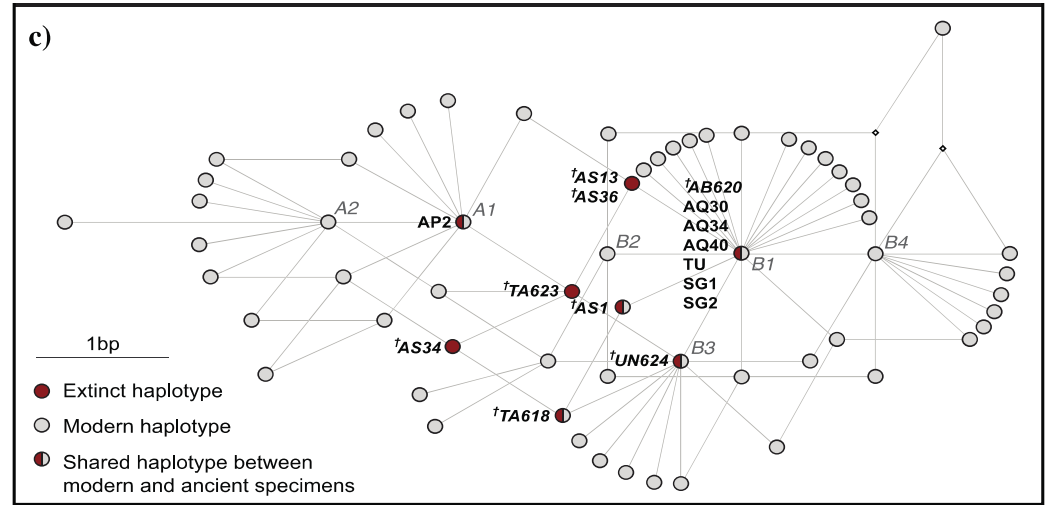 c)
†AS13
†AS36
†AB620
AQ30
AQ34
AQ40
TU
SG1
SG2
A2
AP2
A1
B2
B1
B4
†TA623
†AS1
1bp
†AS34
†UN624
B3
†TA618
Extinct haplotype
Modern haplotype
Shared haplotype between
modern and ancient specimens